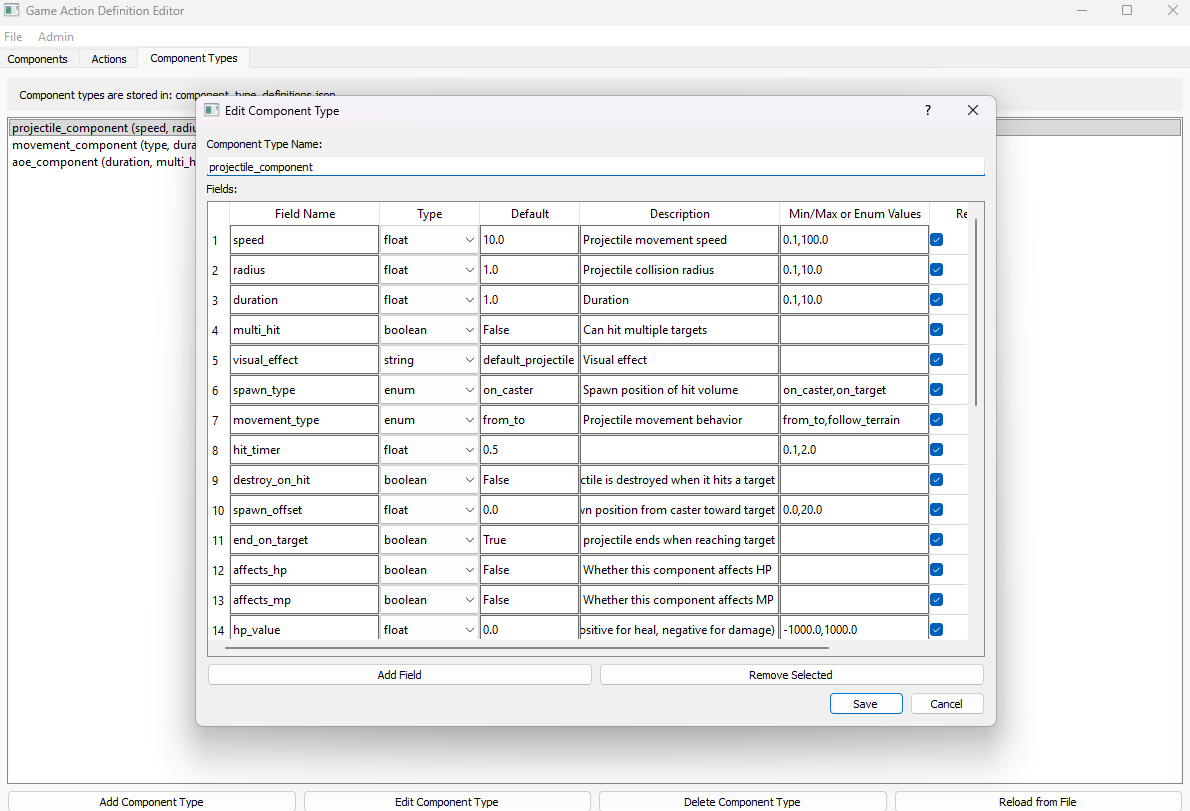 Game Action Definition Editor
File Admin
Components Actions Component Types
Component types are stored in: component_type_definitions.json
projectile_component (speed, radiu
movement_component (type, dura
aoe_component (duration, multi_h
Edit Component Type ?
Component Type Name:
projectile_component
Fields:
Field Name Type Default Description Min/Max or Enum Values Re
1 speed float 10.0 Projectile movement speed 0.1,100.0
2 radius float 1.0 Projectile collision radius 0.1,10.0
3 duration float 1.0 Duration 0.1,10.0
4 multi_hit boolean False Can hit multiple targets
5 visual_effect string default_projectile Visual effect
6 spawn_type enum on_caster Spawn position of hit volume on_caster,on_target
7 movement_type enum from_to Projectile movement behavior from_to,follow_terrain
8 hit_timer float 0.5 0.1,2.0
9 destroy_on_hit boolean False ctile is destroyed when it hits a target
10 spawn_offset float 0.0 vn position from caster toward target 0.0,20.0
11 end_on_target boolean True projectile ends when reaching target
12 affects_hp boolean False Whether this component affects HP
13 affects_mp boolean False Whether this component affects MP
14 hp_value float 0.0 ositive for heal, negative for damage) -1000.0,1000.0
Add Field Remove Selected
Save Cancel
Add Component Type Edit Component Type Delete Component Type Reload from File